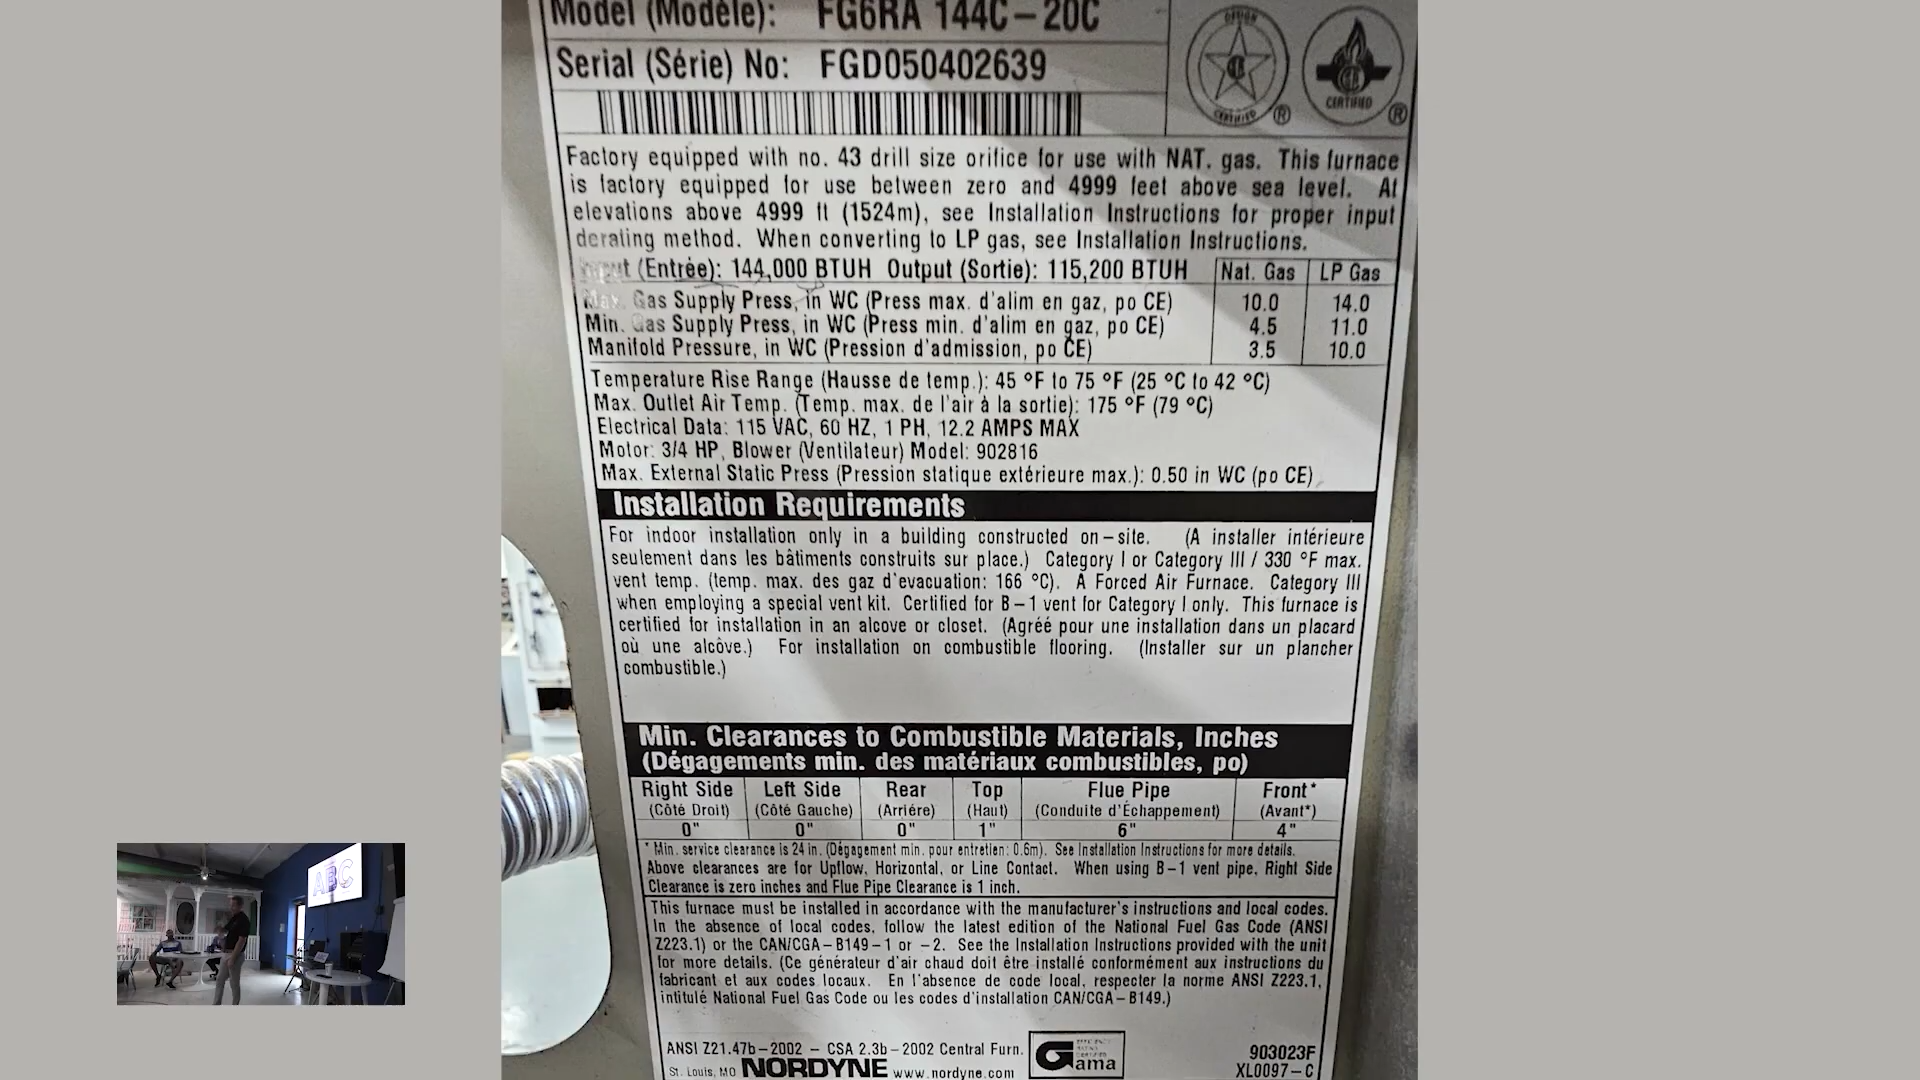 Model (Modèle): FG6RA 144C-20C
Serial (Série) No: FGD050402639
DESIGN
CERTIFIED
®
CERTIFIED
®
Factory equipped with no. 43 drill size orifice for use with NAT. gas. This furnace
is factory equipped for use between zero and 4999 feet above sea level. At
elevations above 4999 ft (1524m), see Installation Instructions for proper input
derating method. When converting to LP gas, see Installation Instructions.
Input (Entrée): 144,000 BTUH Output (Sortie): 115,200 BTUH Nat. Gas LP Gas
Max. Gas Supply Press, in WC (Press max. d'alim en gaz, po CE) 10.0 14.0
Min. Gas Supply Press, in WC (Press min. d'alim en gaz, po CE) 4.5 11.0
Manifold Pressure, in WC (Pression d'admission, po CE) 3.5 10.0
Temperature Rise Range (Hausse de temp.): 45 °F to 75 °F (25 °C to 42 °C)
Max. Outlet Air Temp. (Temp. max. de l'air à la sortie): 175 °F (79 °C)
Electrical Data: 115 VAC, 60 HZ, 1 PH, 12.2 AMPS MAX
Motor: 3/4 HP, Blower (Ventilateur) Model: 902816
Max. External Static Press (Pression statique extérieure max.): 0.50 in WC (po CE)
Installation Requirements
For indoor installation only in a building constructed on-site. (A installer intérieure
seulement dans les bâtiments construits sur place.) Category I or Category III / 330 °F max.
vent temp. (temp. max. des gaz d'evacuation: 166 °C). A Forced Air Furnace. Category III
when employing a special vent kit. Certified for B-1 vent for Category I only. This furnace is
certified for installation in an alcove or closet. (Agréé pour une installation dans un placard
où une alcôve.) For installation on combustible flooring. (Installer sur un plancher
combustible.)
Min. Clearances to Combustible Materials, Inches
(Dégagements min. des matériaux combustibles, po)
Right Side Left Side Rear Top Flue Pipe Front*
(Côté Droit) (Côté Gauche) (Arriére) (Haut) (Conduite d'Échappement) (Avant*)
0" 0" 0" 1" 6" 4"
* Min. service clearance is 24 in. (Dégagement min. pour entretien: 0.6m). See Installation Instructions for more details.
Above clearances are for Upflow, Horizontal, or Line Contact. When using B-1 vent pipe, Right Side
Clearance is zero inches and Flue Pipe Clearance is 1 inch.
This furnace must be installed in accordance with the manufacturer's instructions and local codes.
In the absence of local codes, follow the latest edition of the National Fuel Gas Code (ANSI
Z223.1) or the CAN/CGA-B149-1 or -2. See the Installation Instructions provided with the unit
for more details. (Ce générateur d'air chaud doit être installé conformément aux instructions du
fabricant et aux codes locaux. En l'absence de code local, respecter la norme ANSI Z223.1,
intitulé National Fuel Gas Code ou les codes d'installation CAN/CGA-B149.)
ANSI Z21.47b-2002 - CSA 2.3b-2002 Central Furn.
St. Louis, MO NORDYNE www.nordyne.com
Gama
903023F
XL0097-C
ABC